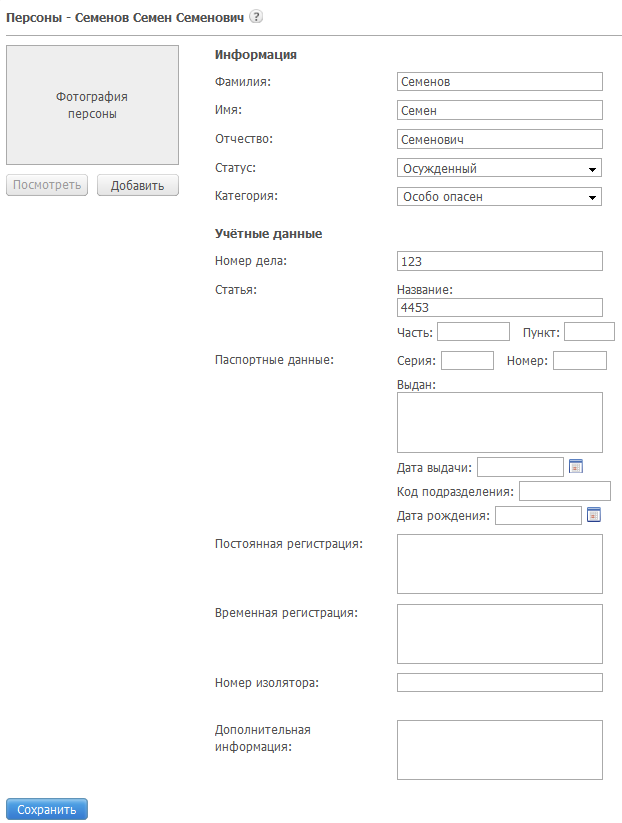 Персоны - Семенов Семен Семенович ?
Фотография
персоны
Посмотреть Добавить
Информация
Фамилия: Семенов
Имя: Семен
Отчество: Семенович
Статус: Осужденный
Категория: Особо опасен
Учётные данные
Номер дела: 123
Статья: Название:
4453
Часть: Пункт:
Паспортные данные: Серия: Номер:
Выдан:
Дата выдачи:
Код подразделения:
Дата рождения:
Постоянная регистрация:
Временная регистрация:
Номер изолятора:
Дополнительная
информация:
Сохранить